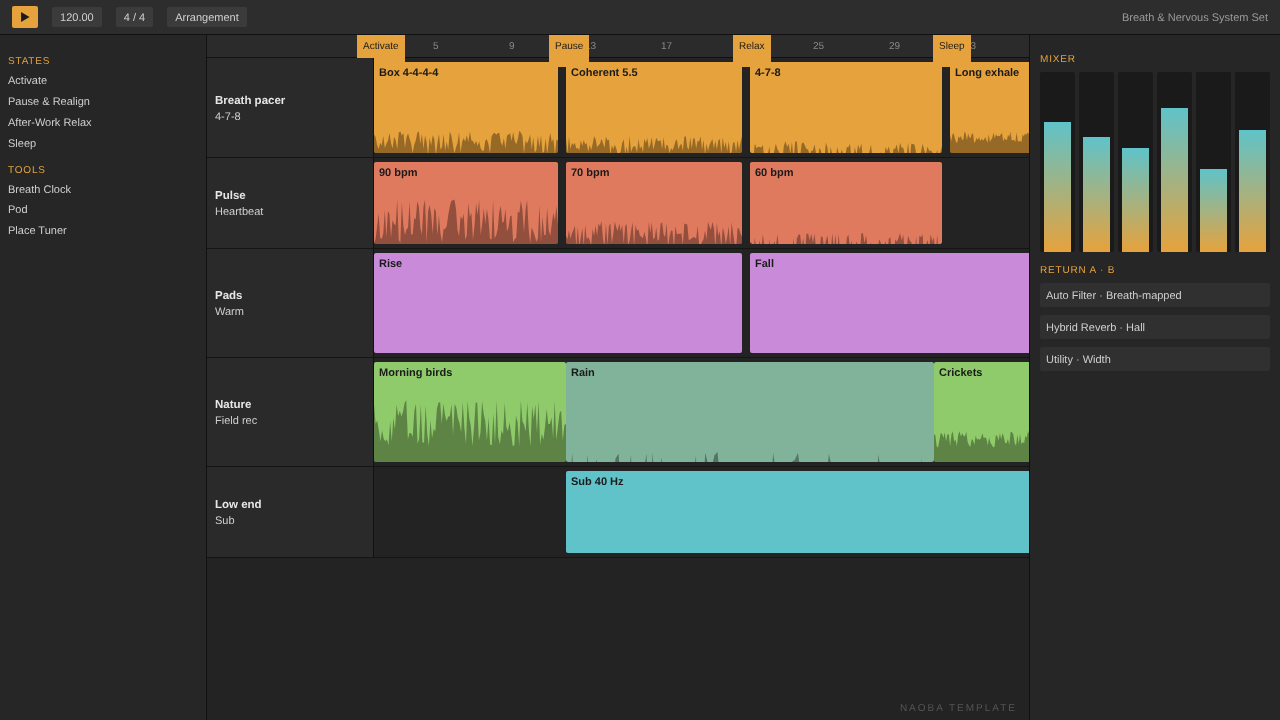 120.00
4 / 4
Arrangement
Breath & Nervous System Set
STATES
Activate
Pause & Realign
After-Work Relax
Sleep
TOOLS
Breath Clock
Pod
Place Tuner
Activate
5
9
Pause
3
17
Relax
25
29
Sleep
3
Breath pacer
4-7-8
Box 4-4-4-4
Coherent 5.5
4-7-8
Long exhale
Pulse
Heartbeat
90 bpm
70 bpm
60 bpm
Pads
Warm
Rise
Fall
Nature
Field rec
Morning birds
Rain
Crickets
Low end
Sub
Sub 40 Hz
MIXER
RETURN A · B
Auto Filter · Breath-mapped
Hybrid Reverb · Hall
Utility · Width
NAOBA TEMPLATE